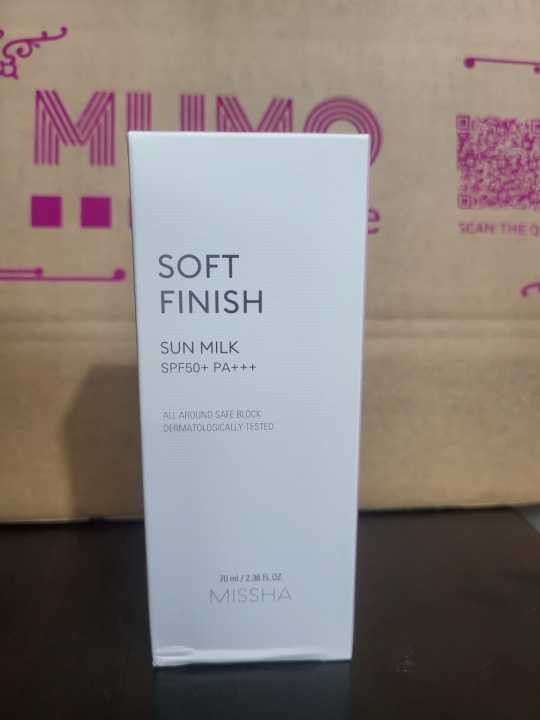 MUMO
SCAN THE Q
SOFT
FINISH
SUN MILK
SPF50+ PA+++
ALL AROUND SAFE BLOCK
DERMATOLOGICALLY TESTED
70 ml / 2.36 FL.OZ.
MISSHA